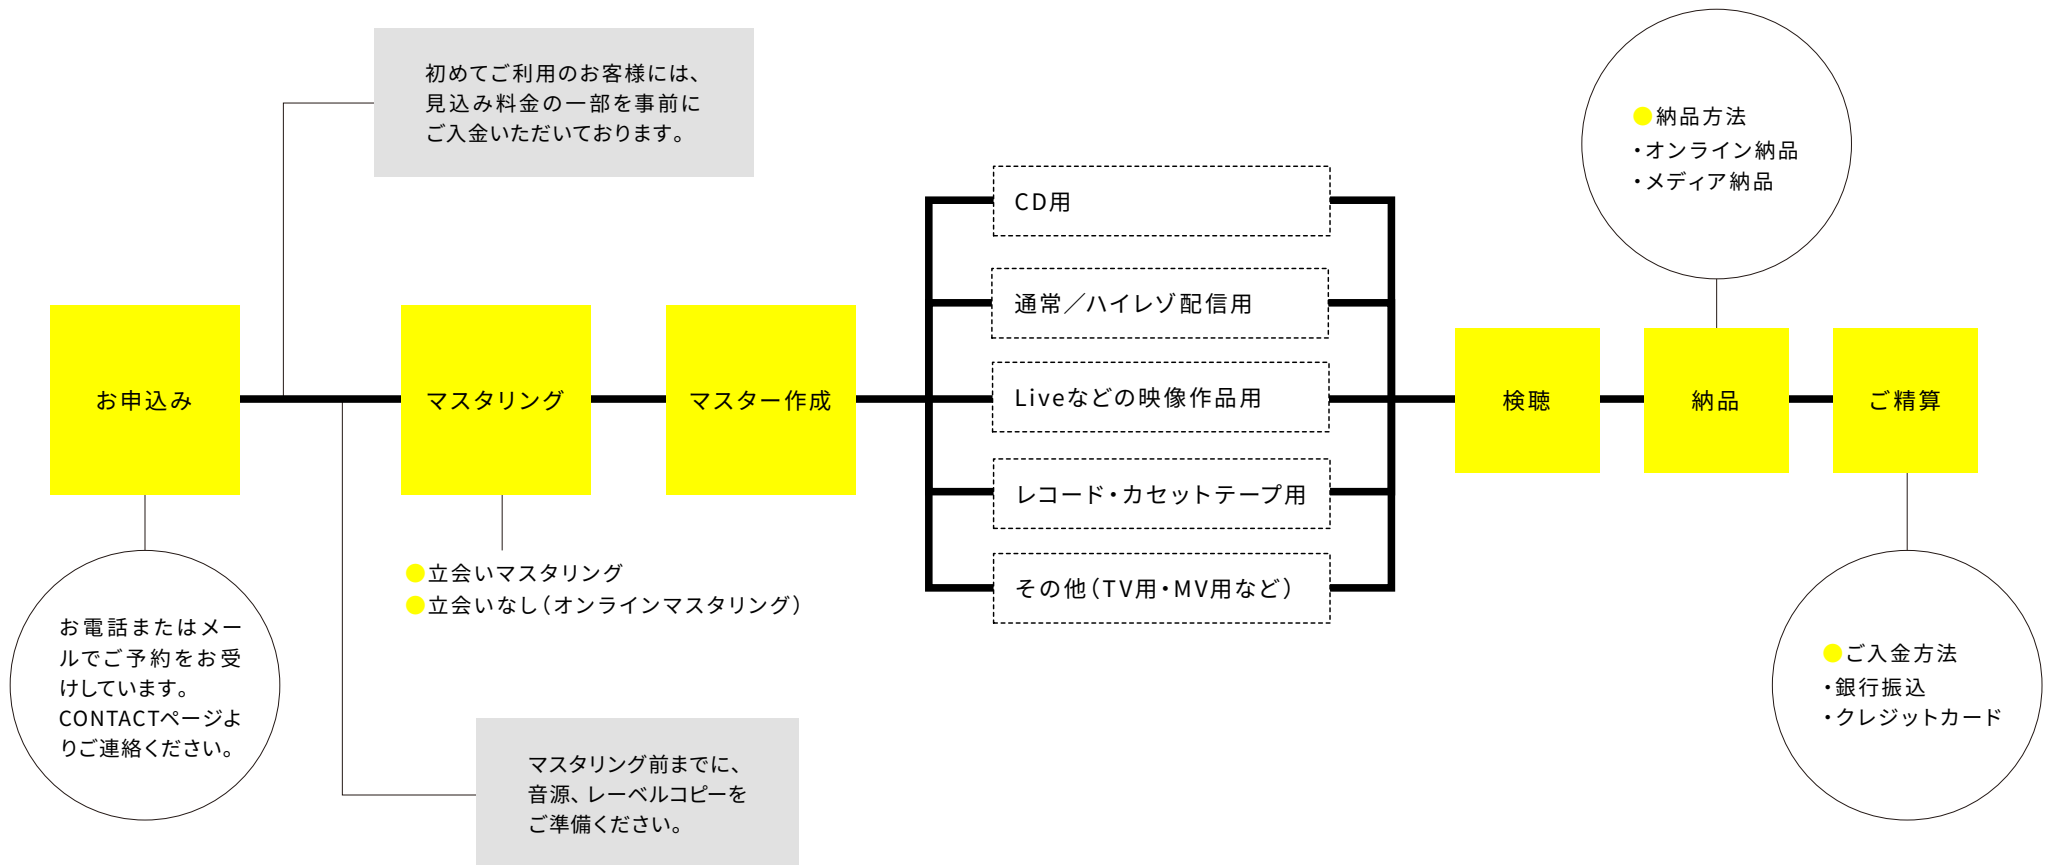 初めてご利用のお客様には、
見込み料金の一部を事前に
ご入金いただいております。
お申込み
お電話またはメー
ルでご予約をお受
けしています。
CONTACTページよ
りご連絡ください。
マスタリング
●立会いマスタリング
●立会いなし（オンラインマスタリング）
マスタリング前までに、
音源、レーベルコピーを
ご準備ください。
マスター作成
CD用
通常／ハイレゾ配信用
Liveなどの映像作品用
レコード・カセットテープ用
その他（TV用・MV用など）
検聴
納品
●納品方法
・オンライン納品
・メディア納品
ご精算
●ご入金方法
・銀行振込
・クレジットカード